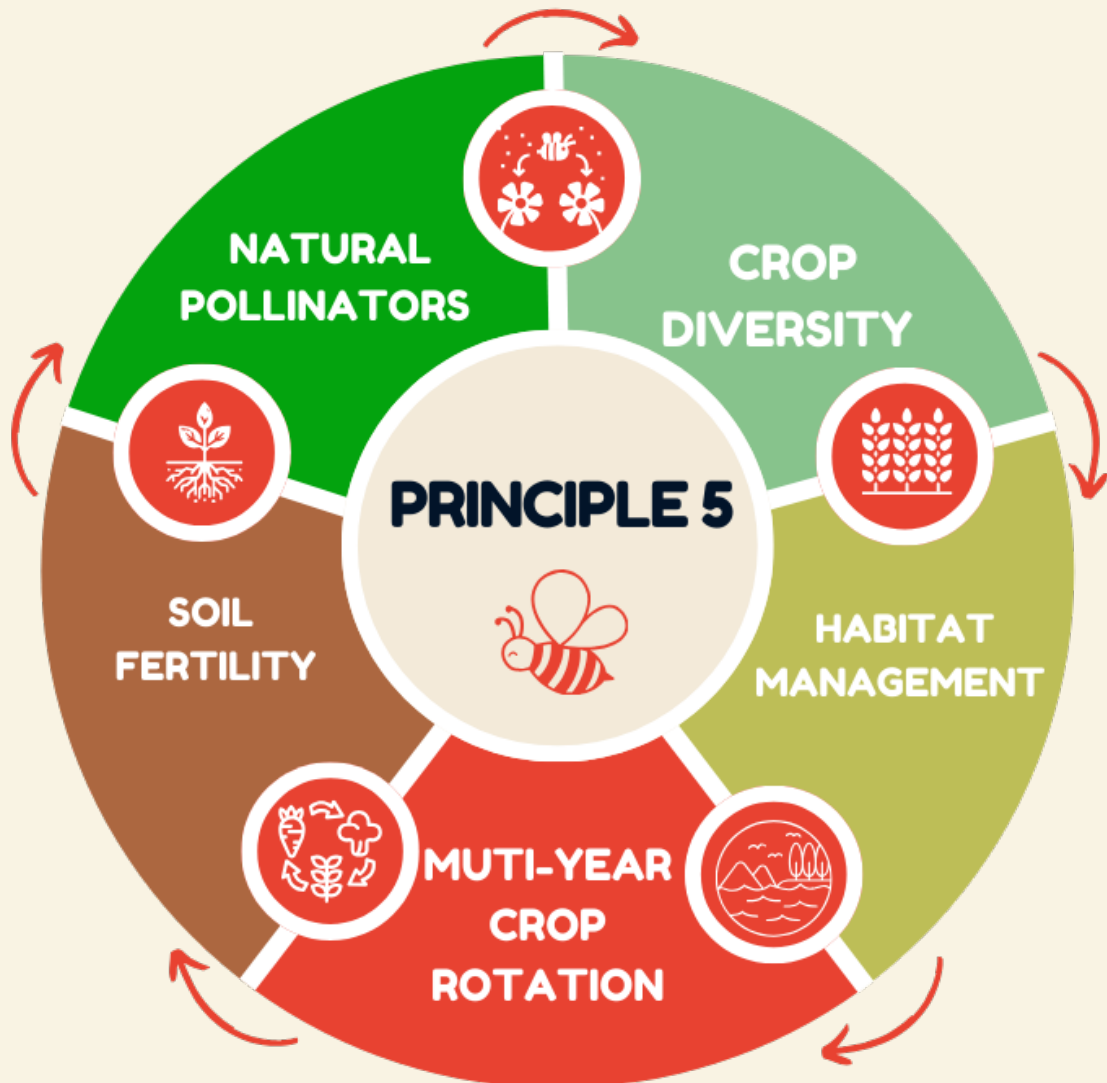 NATURAL
POLLINATORS
CROP
DIVERSITY
PRINCIPLE 5
SOIL
FERTILITY
HABITAT
MANAGEMENT
MUTI-YEAR
CROP
ROTATION